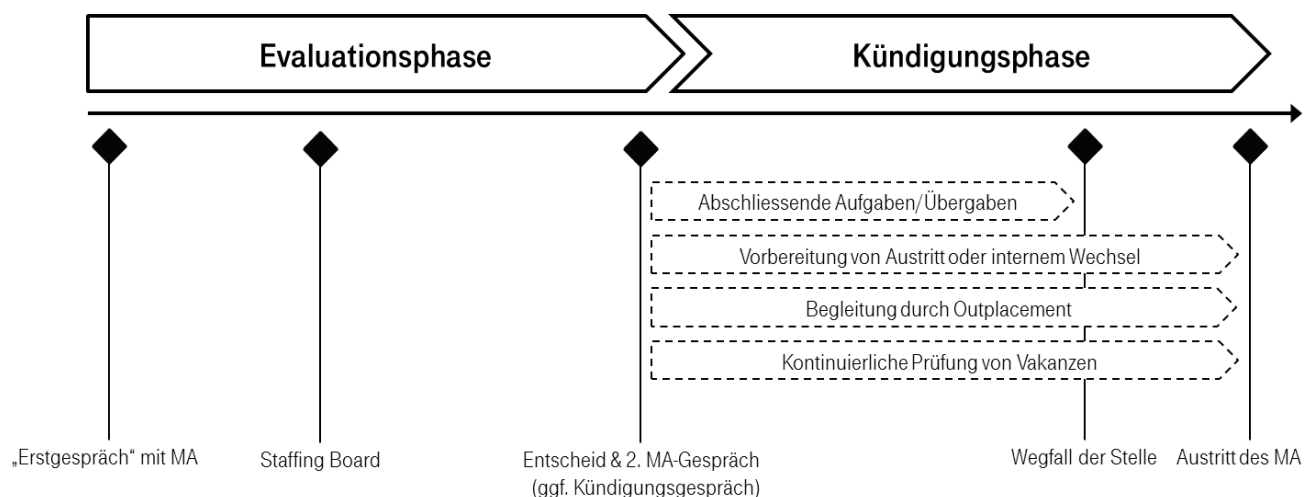 Evaluationsphase
Kündigungsphase
Abschliessende Aufgaben/Übergaben
Vorbereitung von Austritt oder internem Wechsel
Begleitung durch Outplacement
Kontinuierliche Prüfung von Vakanzen
„Erstgespräch“ mit MA
Staffing Board
Entscheid & 2. MA-Gespräch
(ggf. Kündigungsgespräch)
Wegfall der Stelle
Austritt des MA